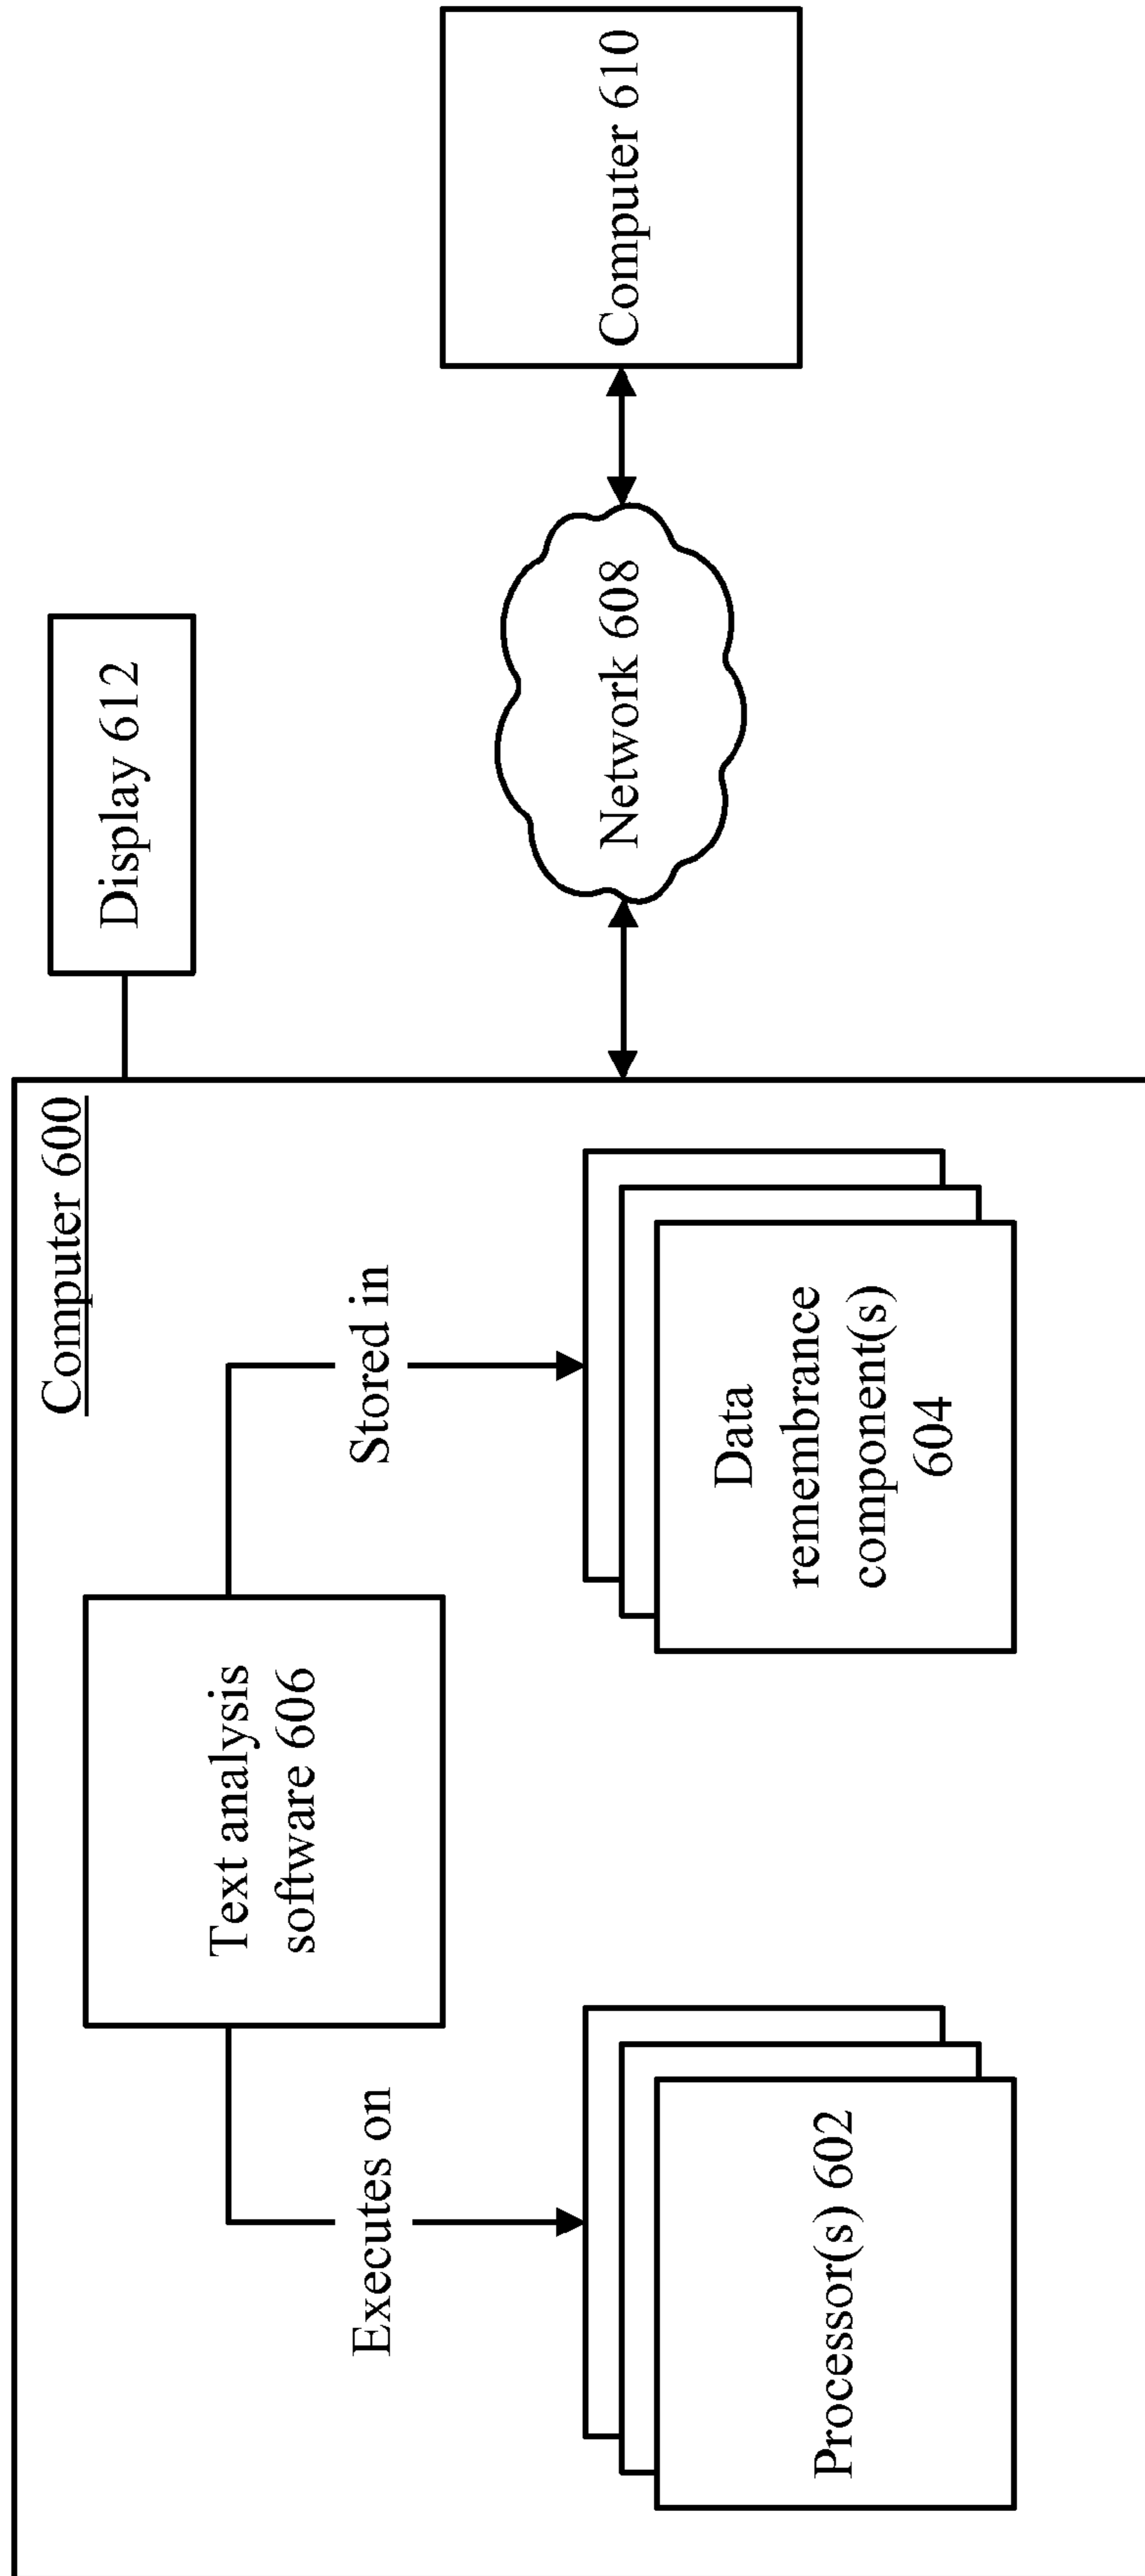 Computer 600
Text analysis
software 606
Executes on
Stored in
Processor(s) 602
Data
remembrance
component(s)
604
Display 612
Network 608
Computer 610